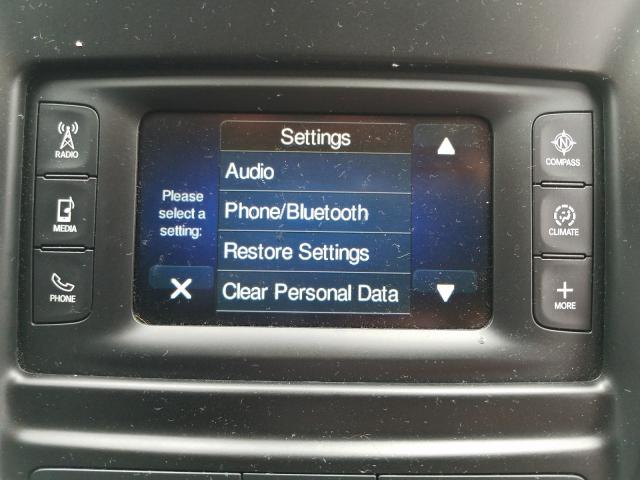 Settings
Audio
Please
select a
setting:
Phone/Bluetooth
Restore Settings
Clear Personal Data
RADIO
MEDIA
PHONE
N
COMPASS
CLIMATE
MORE